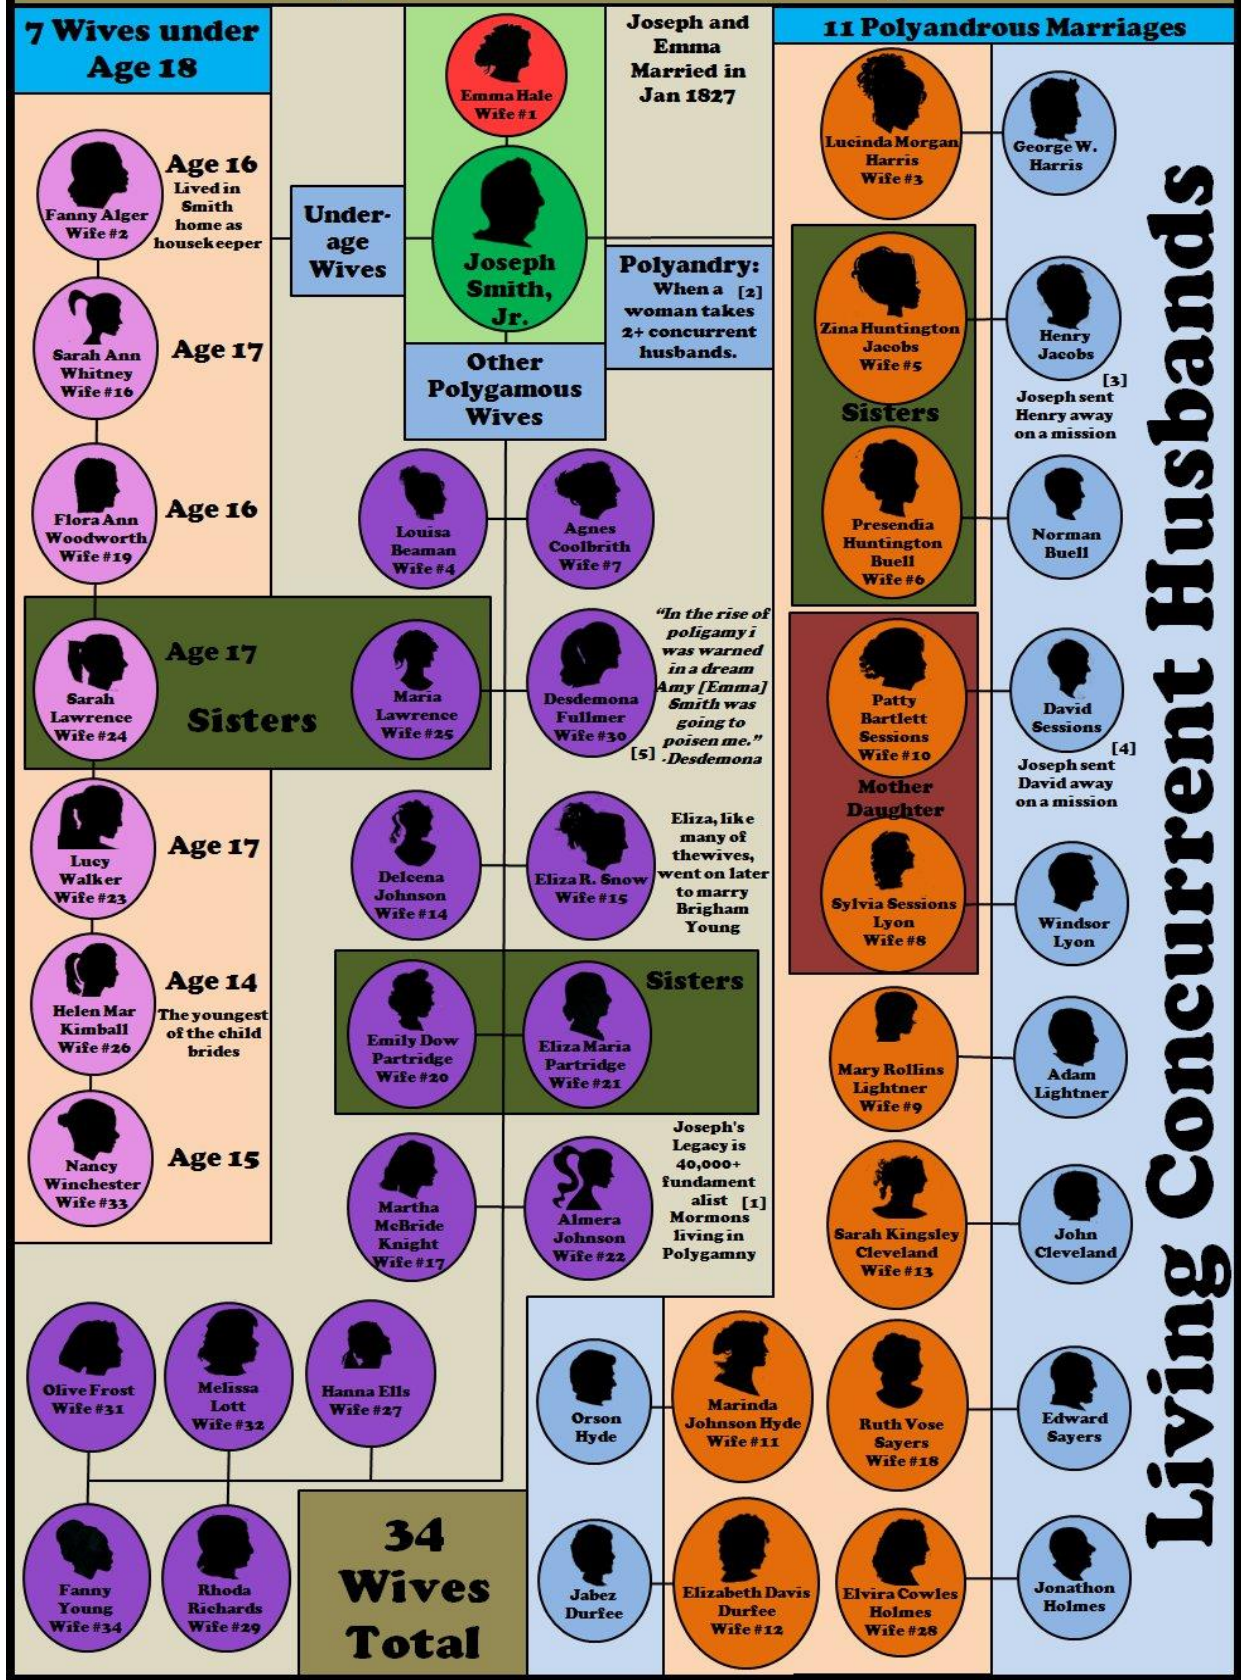 7 Wives under
Age 18
Emma Hale
Wife #1
Joseph and
Emma
Married in
Jan 1827
11 Polyandrous Marriages
Fanny Alger
Wife #2
Age 16
Lived in
Smith
home as
housekeeper
Under-
age
Wives
Joseph
Smith,
Jr.
Polyandry:
When a [2]
woman takes
2+ concurrent
husbands.
Other
Polygamous
Wives
Sarah Ann
Whitney
Wife #16
Age 17
Flora Ann
Woodworth
Wife #19
Age 16
Sarah
Lawrence
Wife #24
Age 17
Sisters
Maria
Lawrence
Wife #25
Lucy
Walker
Wife #23
Age 17
Helen Mar
Kimball
Wife #26
Age 14
The youngest
of the child
brides
Nancy
Winchester
Wife #33
Age 15
Louisa
Beaman
Wife #4
Agnes
Coolbrith
Wife #7
Desdemona
Fullmer
Wife #30
[5]
"In the rise of
poligamy i
was warned
in a dream
Amy [Emma]
Smith was
going to
poisen me."
-Desdemona
Delcena
Johnson
Wife #14
Eliza R. Snow
Wife #15
Eliza, like
many of
thewives,
went on later
to marry
Brigham
Young
Emily Dow
Partridge
Wife #20
Eliza Maria
Partridge
Wife #21
Sisters
Martha
McBride
Knight
Wife #17
Almera
Johnson
Wife #22
Joseph's
Legacy is
40,000+
fundament
alist [1]
Mormons
living in
Polygamny
Olive Frost
Wife #31
Melissa
Lott
Wife #32
Hanna Ells
Wife #27
Fanny
Young
Wife #34
Rhoda
Richards
Wife #29
34
Wives
Total
Lucinda Morgan
Harris
Wife #3
George W.
Harris
Zina Huntington
Jacobs
Wife #5
Henry
Jacobs
[3]
Joseph sent
Henry away
on a mission
Sisters
Presendia
Huntington
Buell
Wife #6
Norman
Buell
Patty
Bartlett
Sessions
Wife #10
David
Sessions
[4]
Joseph sent
David away
on a mission
Mother
Daughter
Sylvia Sessions
Lyon
Wife #8
Windsor
Lyon
Mary Rollins
Lightner
Wife #9
Adam
Lightner
Sarah Kingsley
Cleveland
Wife #13
John
Cleveland
Orson
Hyde
Marinda
Johnson Hyde
Wife #11
Ruth Vose
Sayers
Wife #18
Edward
Sayers
Jabez
Durfee
Elizabeth Davis
Durfee
Wife #12
Elvira Cowles
Holmes
Wife #28
Jonathon
Holmes
Living Concurrent Husbands